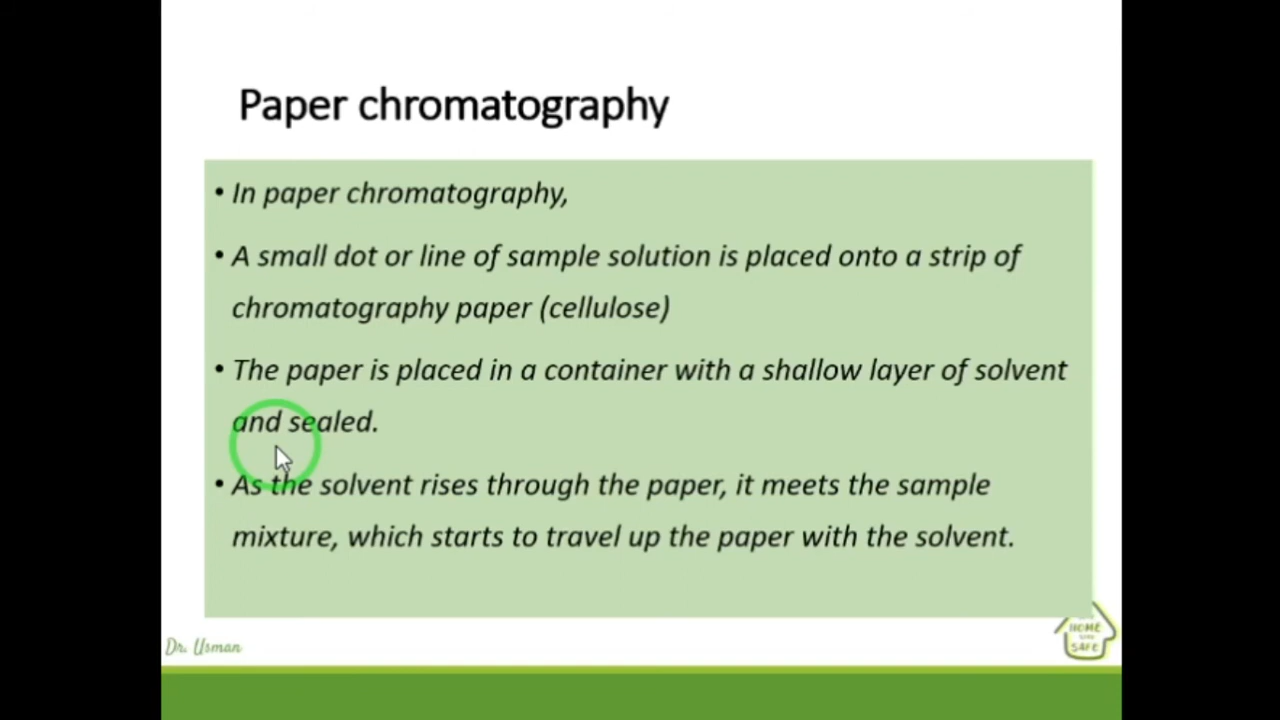 Paper chromatography
• In paper chromatography,
• A small dot or line of sample solution is placed onto a strip of
chromatography paper (cellulose)
• The paper is placed in a container with a shallow layer of solvent
and sealed.
• As the solvent rises through the paper, it meets the sample
mixture, which starts to travel up the paper with the solvent.
Dr. Usman
HOME
SAFE